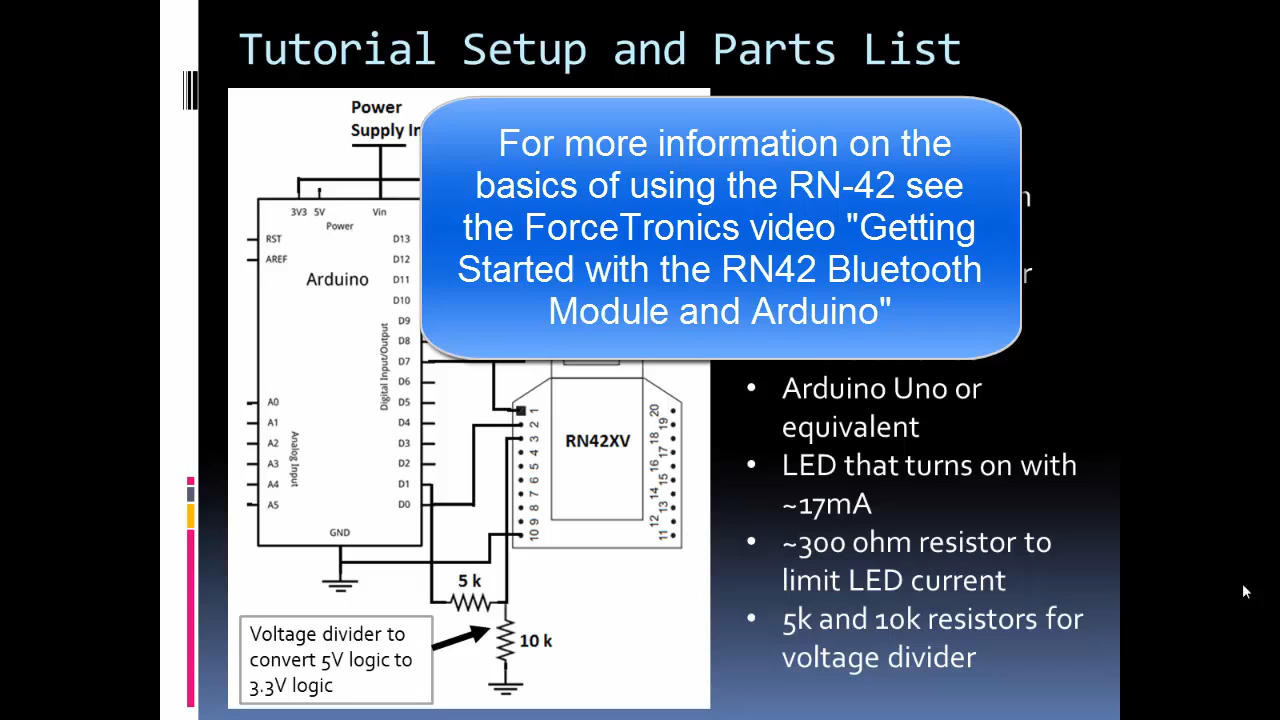 Tutorial Setup and Parts List
Power
Supply In
For more information on the
basics of using the RN-42 see
the ForceTronics video "Getting
Started with the RN42 Bluetooth
Module and Arduino"
3V3 5V Vin
Power
RST
AREF
Arduino
D13
D12
D11
D10
D9
D8
D7
D6
D5
D4
D3
D2
D1
D0
Digital Input/Output
A0
A1
A2
A3
A4
A5
Analog Input
GND
RN42XV
1
2
3
4
5
6
7
8
9
10
20
19
18
17
16
15
14
13
12
11
5 k
10 k
Voltage divider to
convert 5V logic to
3.3V logic
• Arduino Uno or
equivalent
• LED that turns on with
~17mA
• ~300 ohm resistor to
limit LED current
• 5k and 10k resistors for
voltage divider